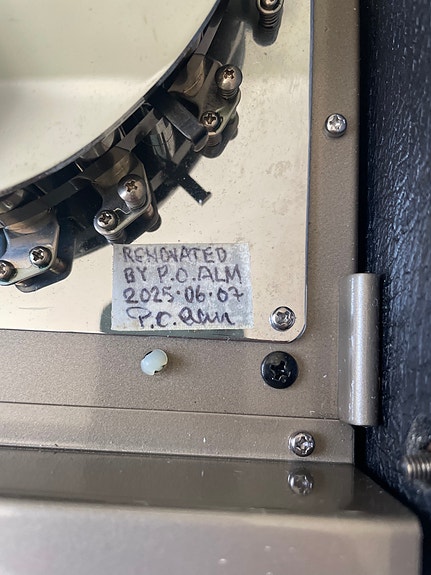 RENOVATED
BY P.O. ALM
2025-06-07
P.O. Alm